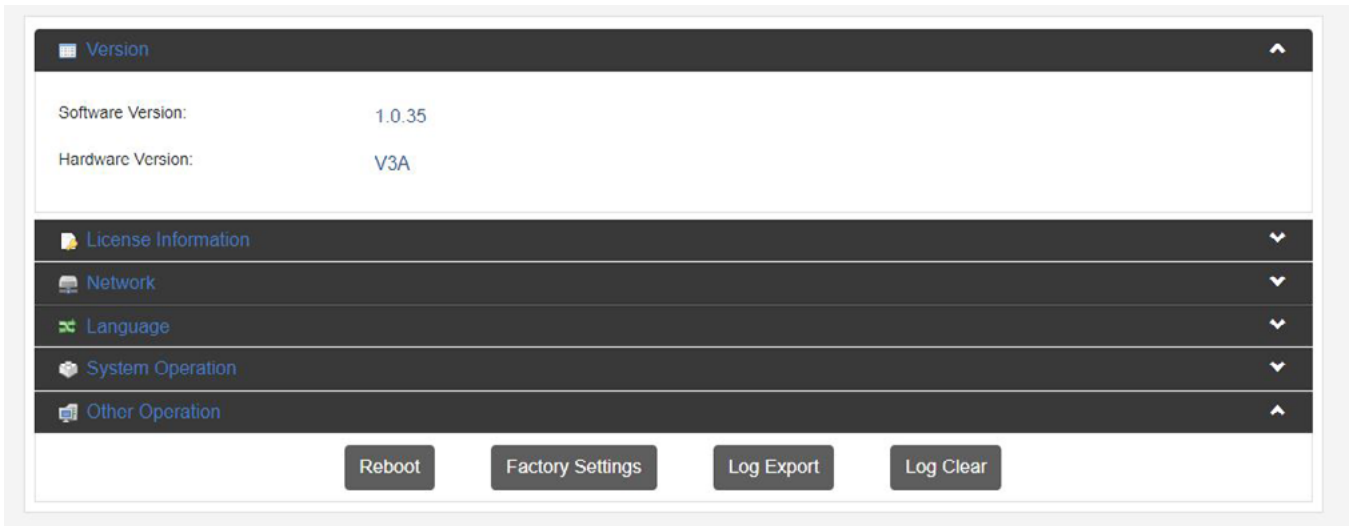 Version
Software Version: 1.0.35
Hardware Version: V3A
License Information
Network
Language
System Operation
Other Operation
Reboot Factory Settings Log Export Log Clear